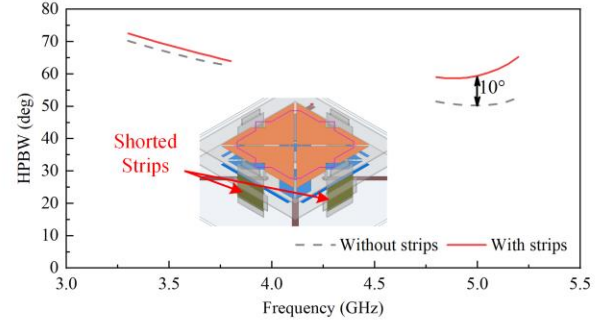 80
70
60
50
40
30
20
10
0
HPBW (deg)
10°
Shorted
Strips
Without strips
With strips
3.0 3.5 4.0 4.5 5.0 5.5
Frequency (GHz)